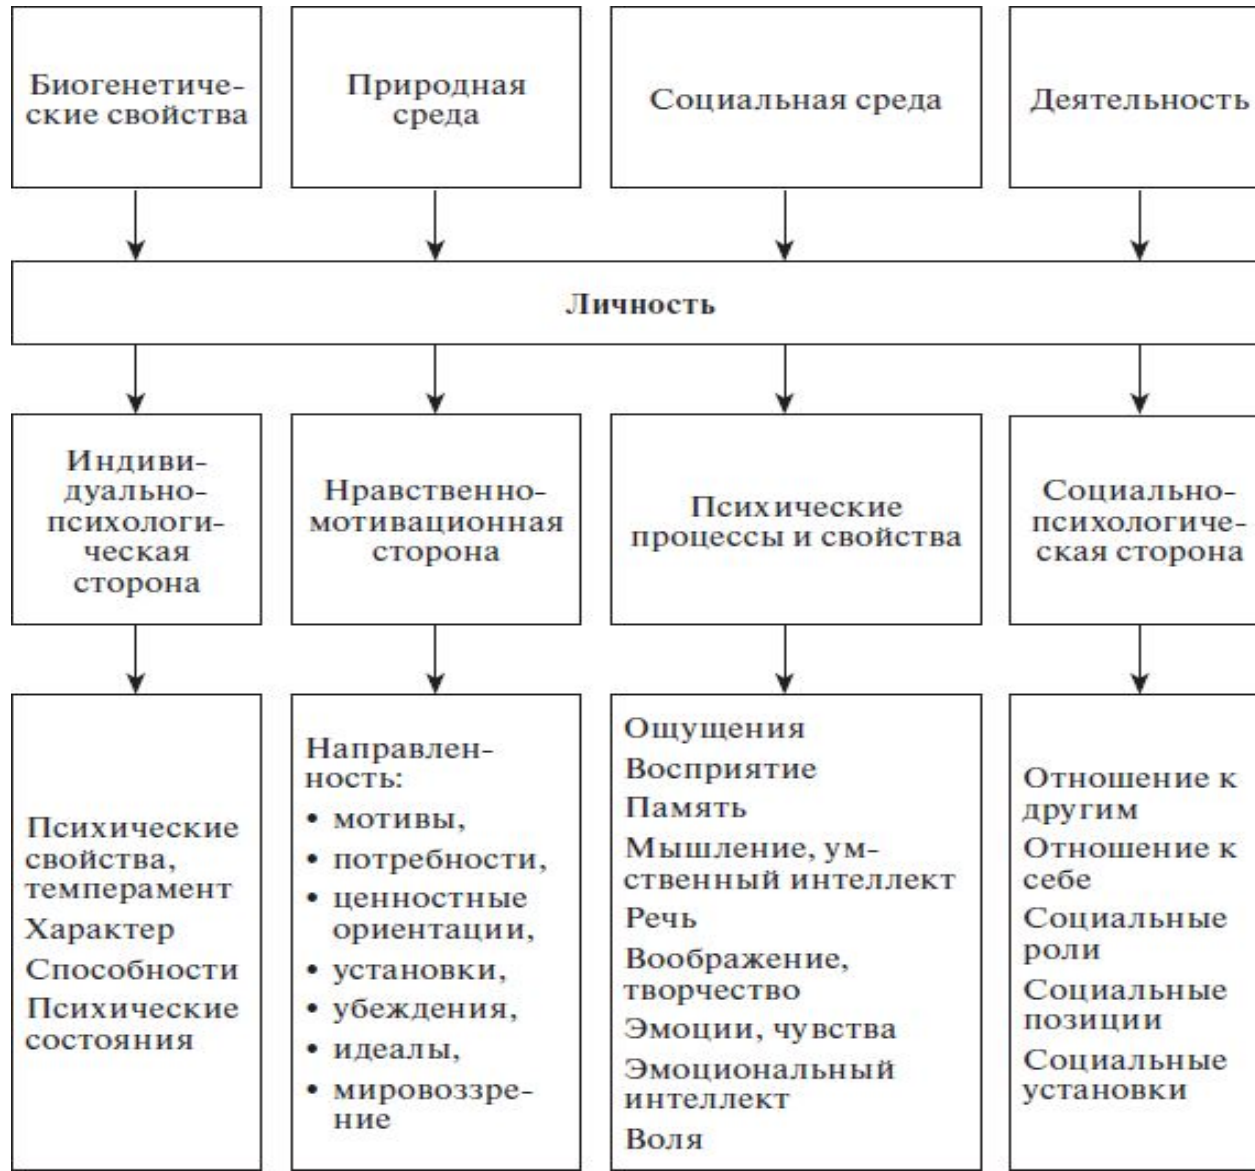 Биогенетиче-
ские свойства
Природная
среда
Социальная среда
Деятельность
Личность
Индиви-
дуально-
психологи-
ческая
сторона
Нравственно-
мотивационная
сторона
Психические
процессы и свойства
Социально-
психологиче-
ская сторона
Психические
свойства,
темперамент
Характер
Способности
Психические
состояния
Направлен-
ность:
• мотивы,
• потребности,
• ценностные
ориентации,
• установки,
• убеждения,
• идеалы,
• мировоззре-
ние
Ощущения
Восприятие
Память
Мышление, ум-
ственный интеллект
Речь
Воображение,
творчество
Эмоции, чувства
Эмоциональный
интеллект
Воля
Отношение к
другим
Отношение к
себе
Социальные
роли
Социальные
позиции
Социальные
установки